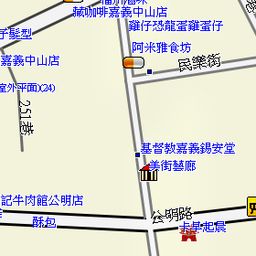 藏咖啡嘉義中山店
雞仔恐龍蛋雞蛋仔
子髮型
阿米雅食坊
嘉義中山店
民樂街
室外平面(24)
251巷
基督教嘉義錫安堂
美街藝廊
記牛肉館公明店
公明路
酥包
卡早起晨